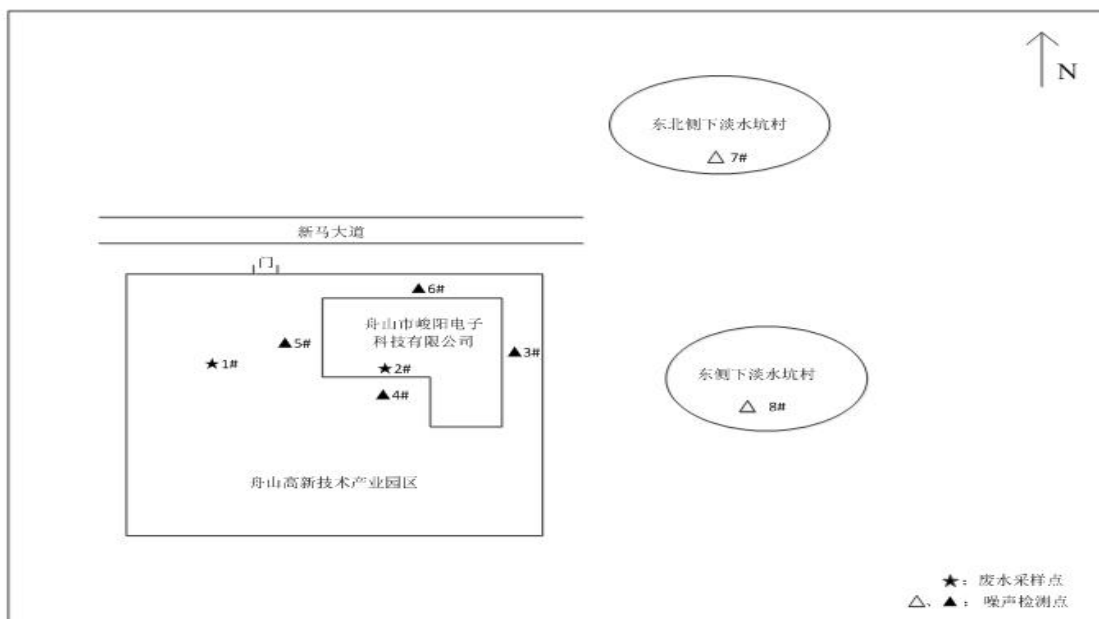 N
东北侧下淡水坑村
△ 7#
新马大道
门
▲6#
舟山市峻阳电子
科技有限公司
▲5#
▲3#
★1#
★2#
▲4#
东侧下淡水坑村
△ 8#
舟山高新技术产业园区
★：废水采样点
△、▲：噪声检测点